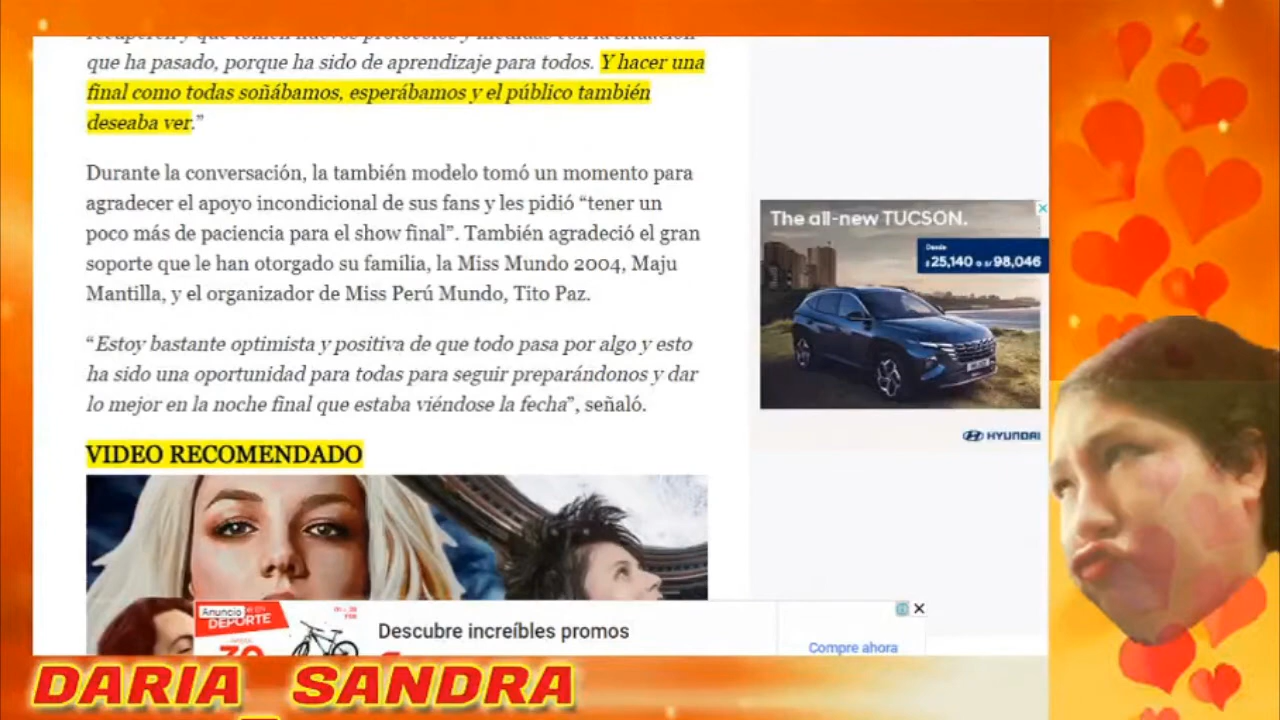 que ha pasado, porque ha sido de aprendizaje para todos. Y hacer una
final como todas soñábamos, esperábamos y el público también
deseaba ver.”
Durante la conversación, la también modelo tomó un momento para
agradecer el apoyo incondicional de sus fans y les pidió “tener un
poco más de paciencia para el show final”. También agradeció el gran
soporte que le han otorgado su familia, la Miss Mundo 2004, Maju
Mantilla, y el organizador de Miss Perú Mundo, Tito Paz.
“Estoy bastante optimista y positiva de que todo pasa por algo y esto
ha sido una oportunidad para todas para seguir preparándonos y dar
lo mejor en la noche final que estaba viéndose la fecha”, señaló.
VIDEO RECOMENDADO
The all-new TUCSON.
Desde
$25,140 o s/98,046
HYUNDAI
Anuncio
DEPORTE
Descubre increíbles promos
Compre ahora
DARIA SANDRA